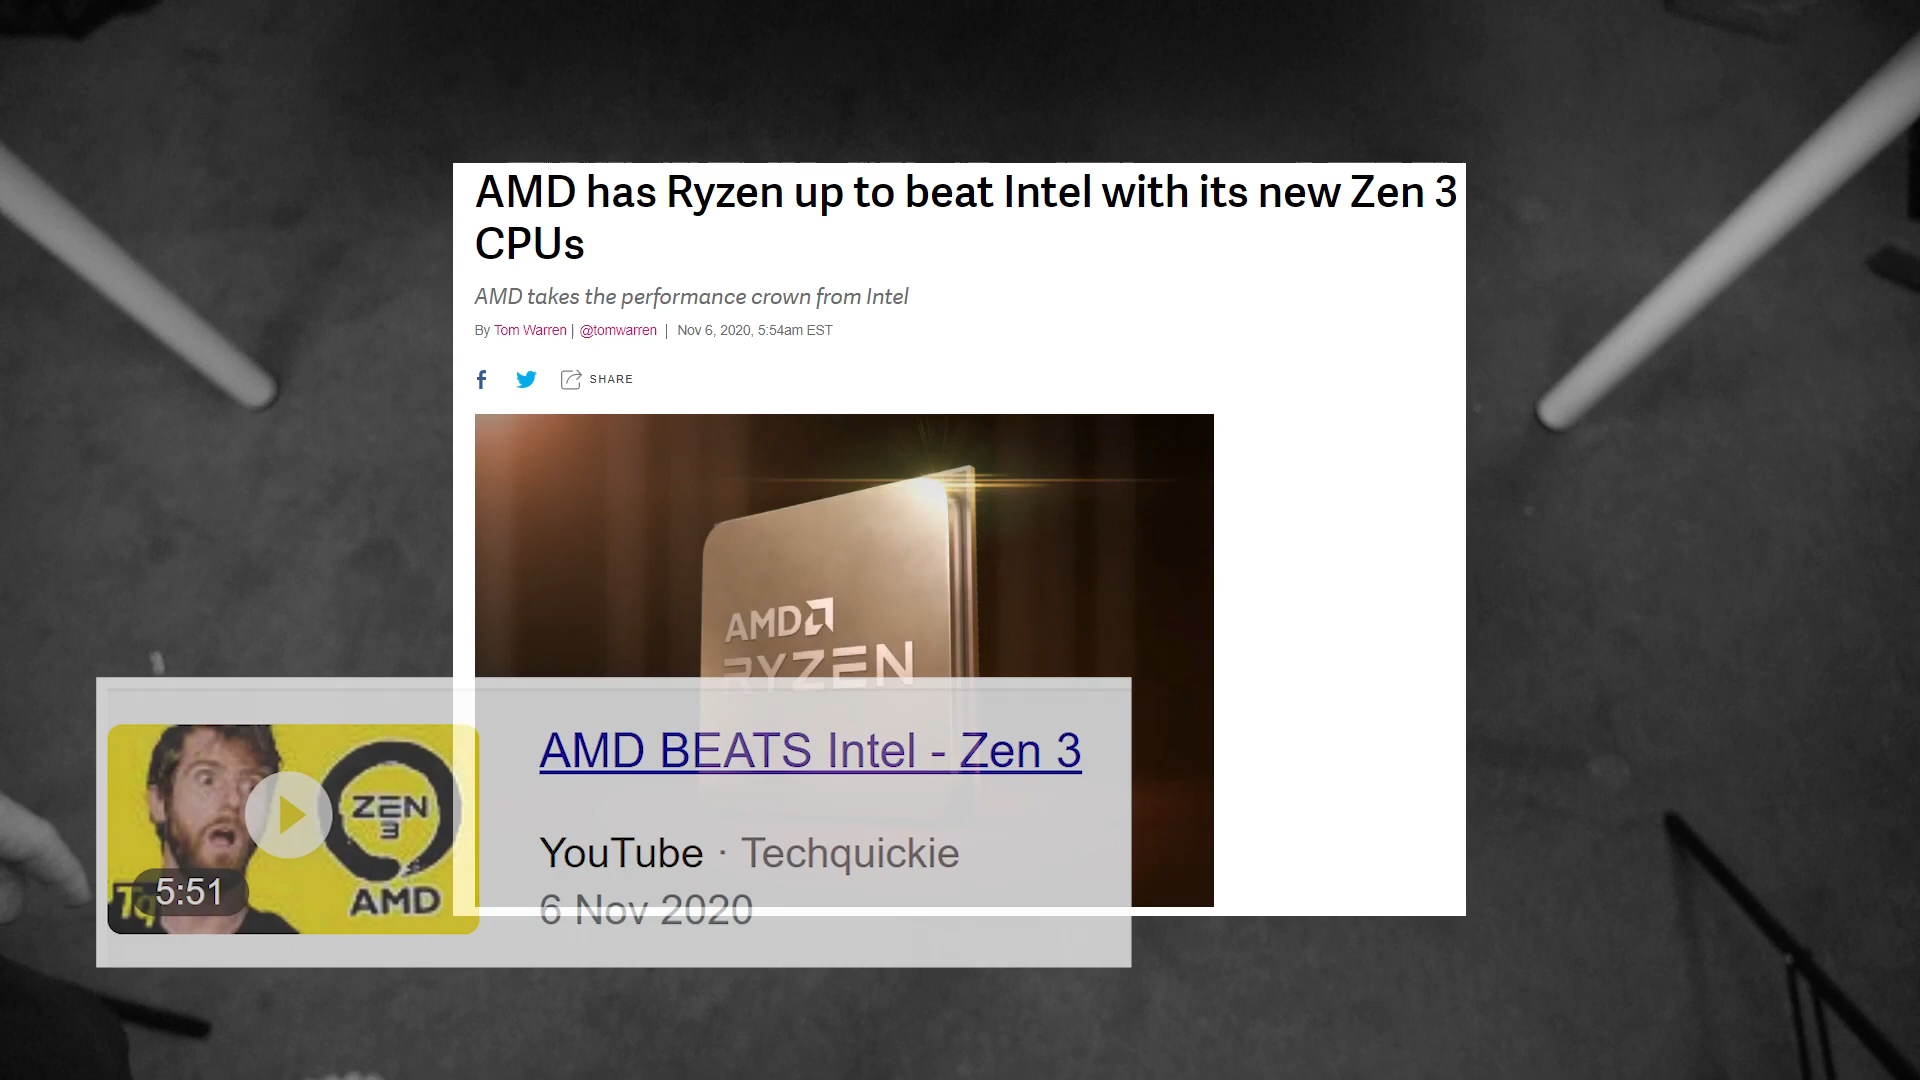 AMD has Ryzen up to beat Intel with its new Zen 3
CPUs
AMD takes the performance crown from Intel
By Tom Warren | @tomwarren | Nov 6, 2020, 5:54am EST
SHARE
AMD
RYZEN
AMD BEATS Intel - Zen 3
YouTube · Techquickie
6 Nov 2020
ZEN
3
AMD
Tq
5:51